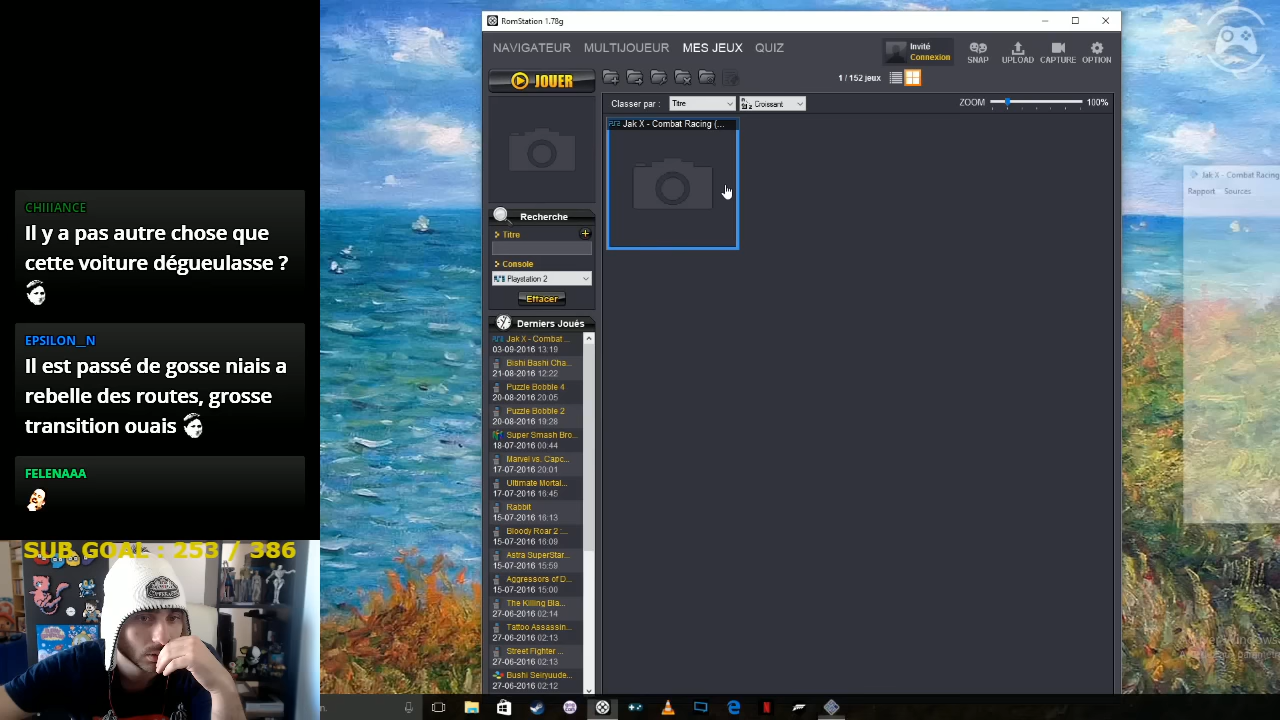 RomStation 1.78g
NAVIGATEUR MULTIJOUEUR MES JEUX QUIZ
Invité
Connexion
SNAP UPLOAD CAPTURE OPTION
JOUER
1 / 152 jeux
Classer par : Titre Croissant
ZOOM 100%
Jak X - Combat Racing (...
Recherche
Titre
Console
Playstation 2
Effacer
Derniers Joués
Jak X - Combat ...
03-09-2016 13:19
Bishi Bashi Cha...
21-08-2016 12:22
Puzzle Bobble 4
20-08-2016 20:05
Puzzle Bobble 2
20-08-2016 19:28
Super Smash Bro...
18-07-2016 00:44
Marvel vs. Capc...
17-07-2016 20:01
Ultimate Mortal...
17-07-2016 16:45
Rabbit
15-07-2016 16:13
Bloody Roar 2 :...
15-07-2016 16:09
Astra SuperStar...
15-07-2016 15:59
Aggressors of D...
15-07-2016 15:00
The Killing Bla...
27-06-2016 02:14
Tattoo Assassin...
27-06-2016 02:13
Street Fighter ...
27-06-2016 02:13
Bushi Seiryuude...
27-06-2016 02:12
Jak X - Combat Racing
Rapport Sources
CHIIIANCE
Il y a pas autre chose que
cette voiture dégueulasse ?
EPSILON__N
Il est passé de gosse niais a
rebelle des routes, grosse
transition ouais
FELENAAA
SUB GOAL : 253 / 386